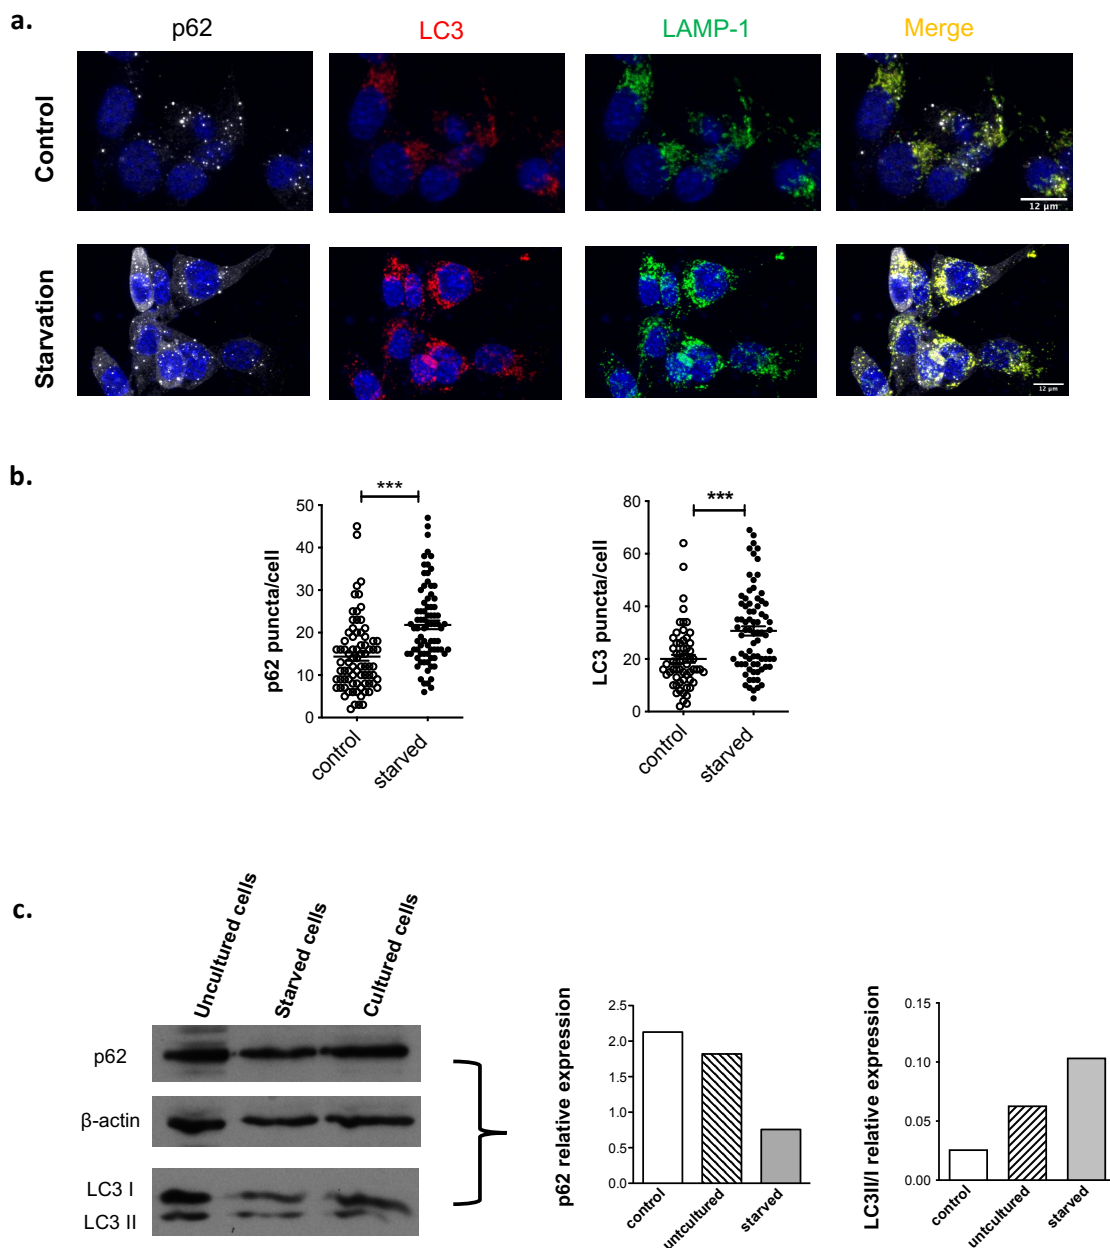 a.
p62
LC3
LAMP-1
Merge
Control
12 µm
Starvation
12 µm
b.
***
50
40
30
20
10
0
p62 puncta/cell
control
starved
***
80
60
40
20
0
LC3 puncta/cell
control
starved
c.
Uncultured cells
Starved cells
Cultured cells
p62
β-actin
LC3 I
LC3 II
2.5
2.0
1.5
1.0
0.5
0.0
p62 relative expression
control
untcultured
starved
0.15
0.10
0.05
0.00
LC3II/I relative expression
control
untcultured
starved